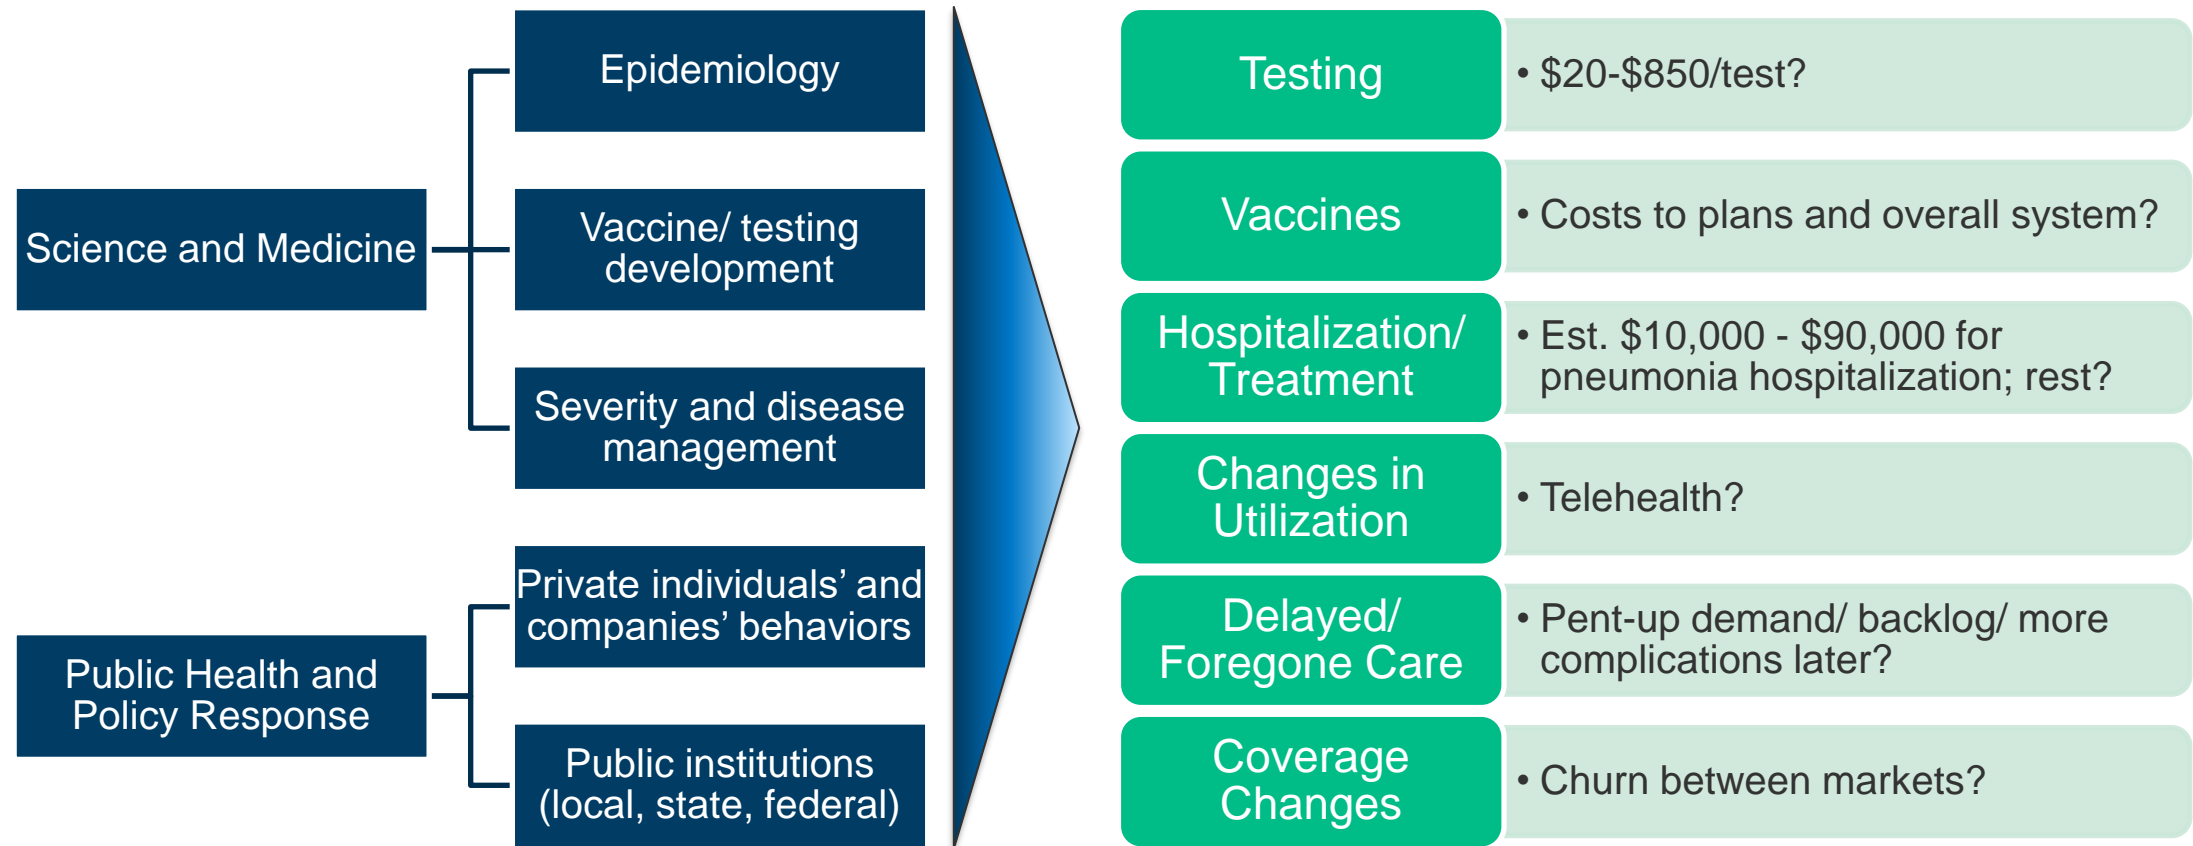 Science and Medicine
Epidemiology
Vaccine/ testing
development
Severity and disease
management
Public Health and
Policy Response
Private individuals’ and
companies’ behaviors
Public institutions
(local, state, federal)
Testing
• $20-$850/test?
Vaccines
• Costs to plans and overall system?
Hospitalization/
Treatment
• Est. $10,000 - $90,000 for
pneumonia hospitalization; rest?
Changes in
Utilization
• Telehealth?
Delayed/
Foregone Care
• Pent-up demand/ backlog/ more
complications later?
Coverage
Changes
• Churn between markets?